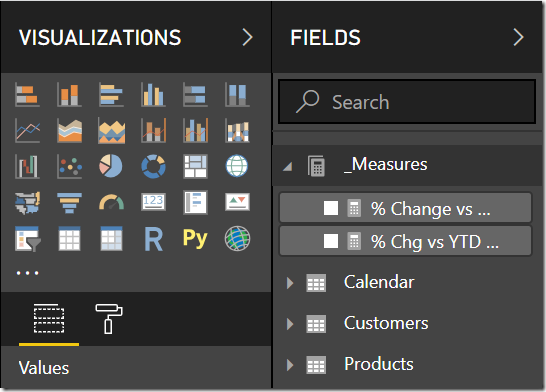 VISUALIZATIONS
123
R
Py
...
Values
FIELDS
Search
_Measures
% Change vs ...
% Chg vs YTD ...
Calendar
Customers
Products